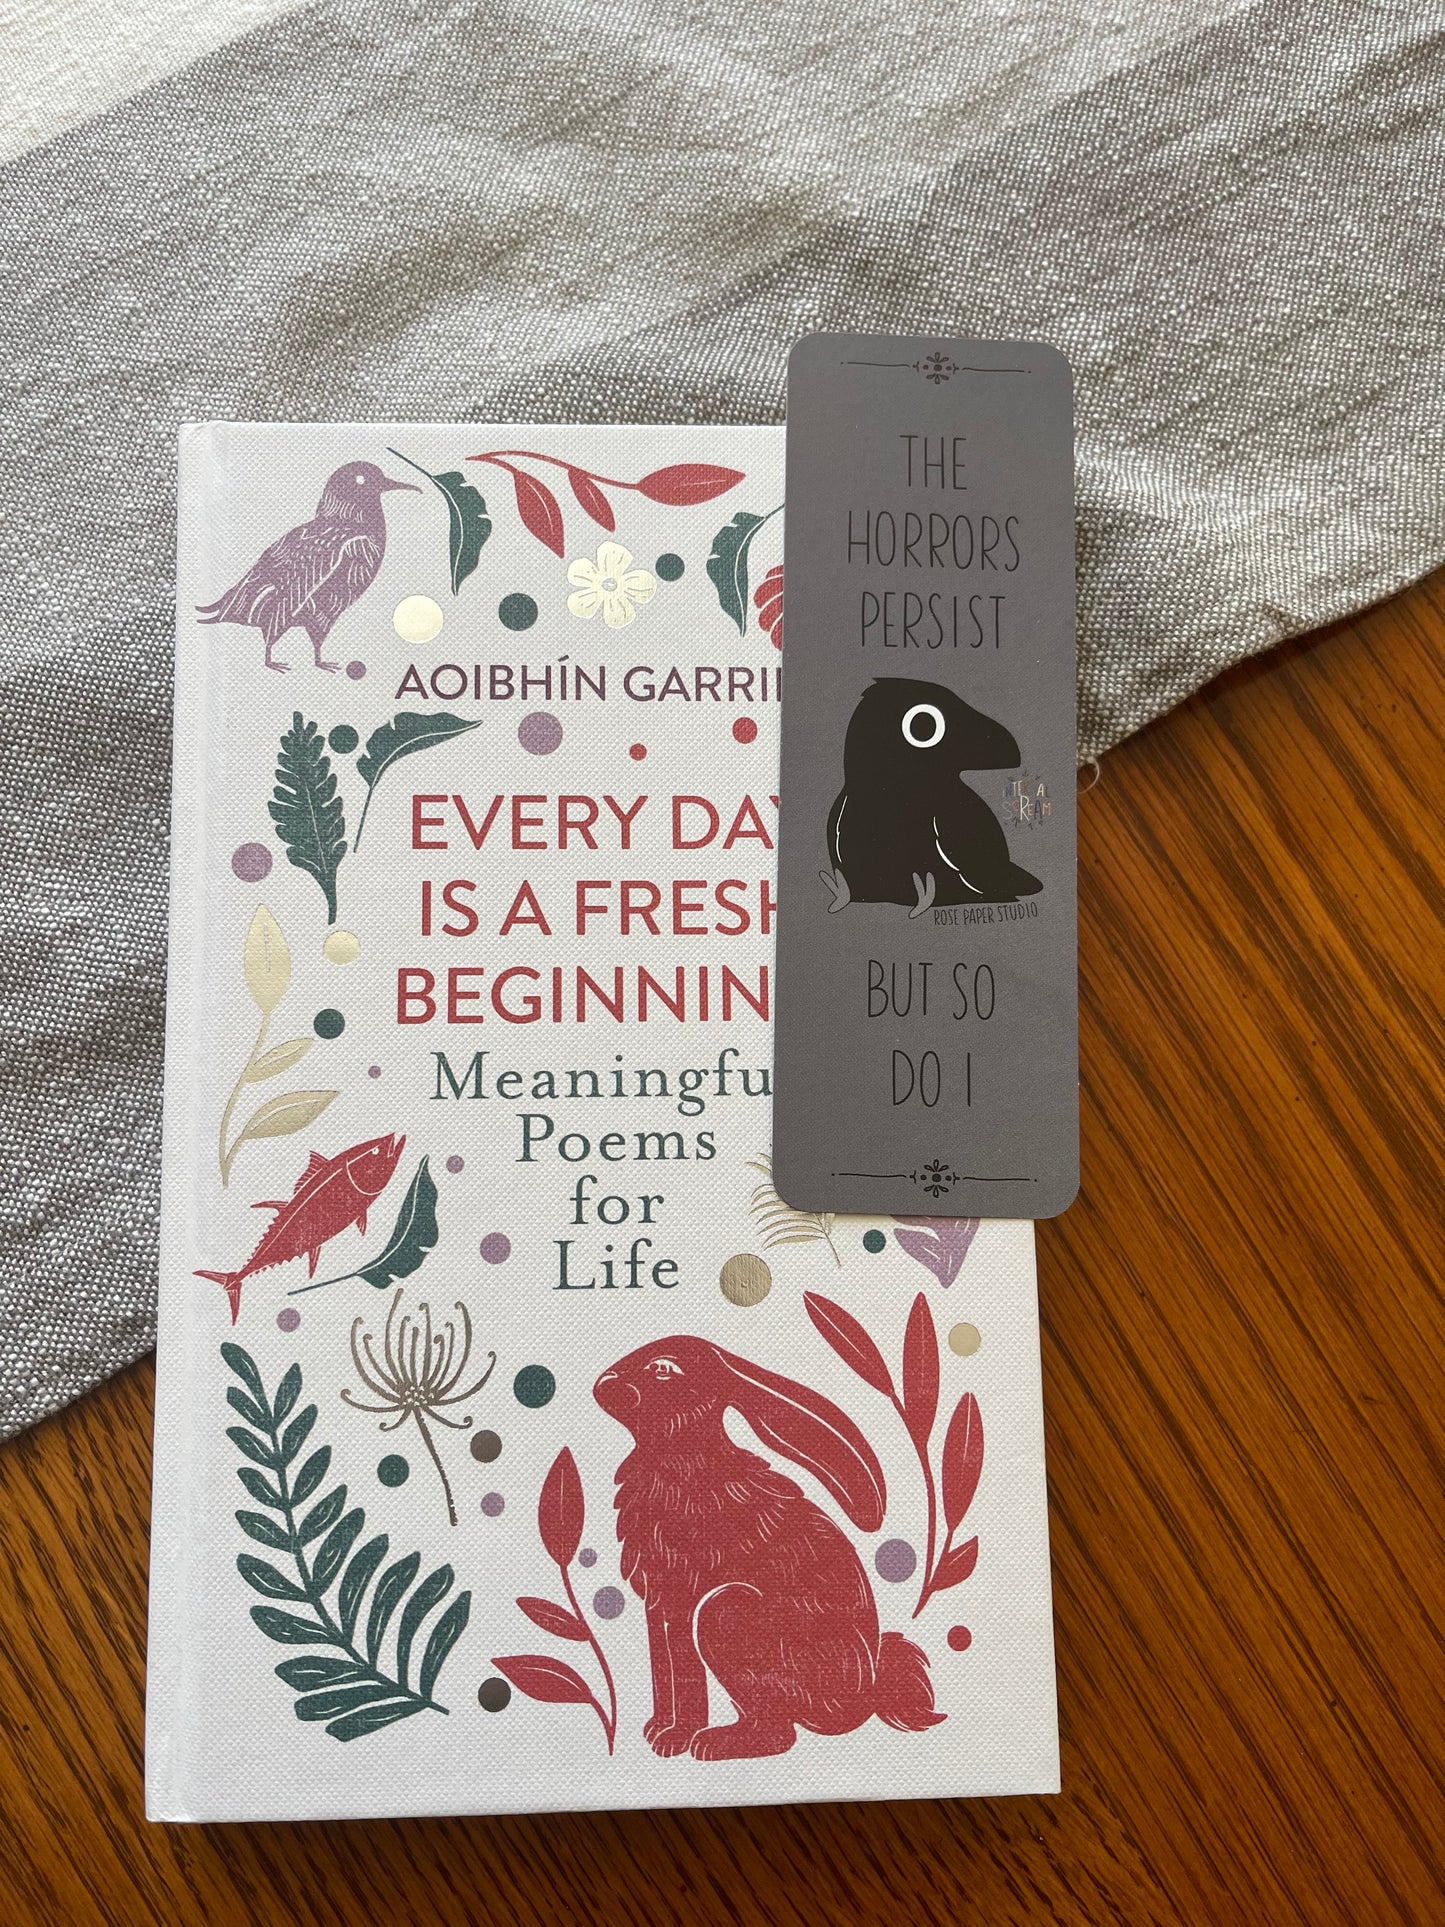 AOIBHÍN GARRI
EVERY DAY
IS A FRESH
BEGINNIN
Meaningfu
Poems
for
Life
THE
HORRORS
PERSIST
SCREAM
ROSE PAPER STUDIO
BUT SO
DO I